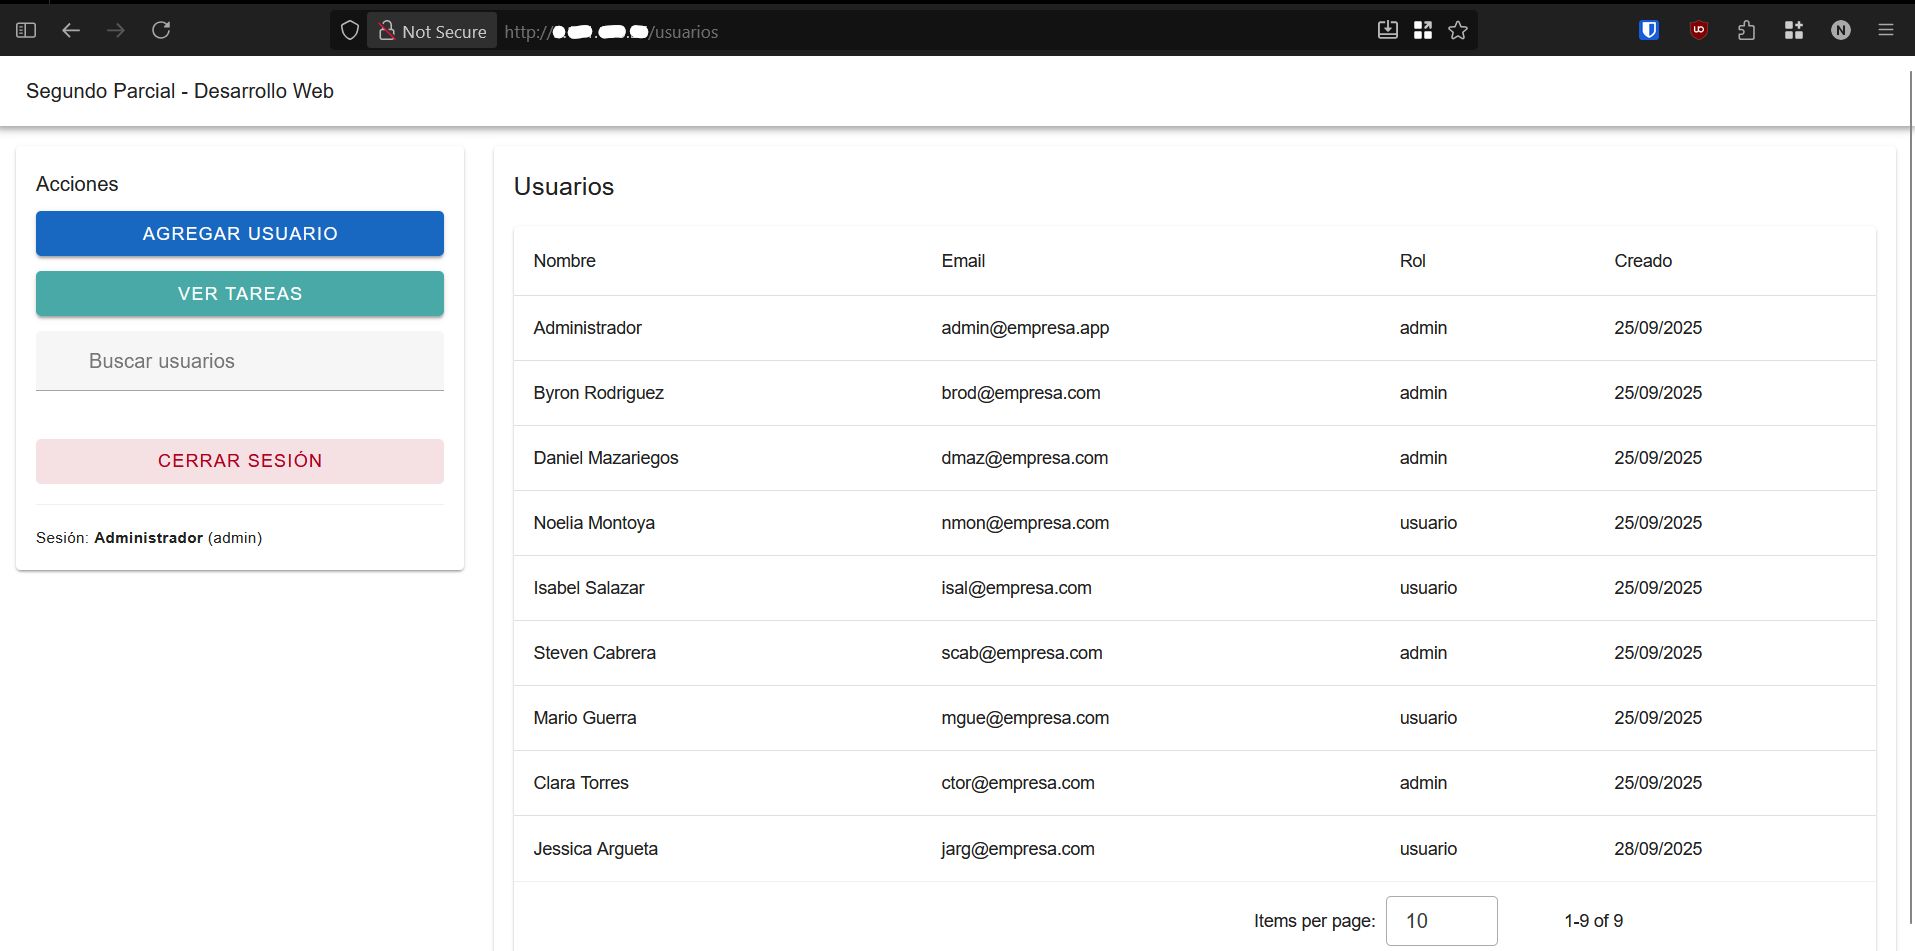 Not Secure http:// /usuarios
N
Segundo Parcial - Desarrollo Web
Acciones
AGREGAR USUARIO
VER TAREAS
Buscar usuarios
CERRAR SESIÓN
Sesión: Administrador (admin)
Usuarios
Nombre Email Rol Creado
Administrador admin@empresa.app admin 25/09/2025
Byron Rodriguez brod@empresa.com admin 25/09/2025
Daniel Mazariegos dmaz@empresa.com admin 25/09/2025
Noelia Montoya nmon@empresa.com usuario 25/09/2025
Isabel Salazar isal@empresa.com usuario 25/09/2025
Steven Cabrera scab@empresa.com admin 25/09/2025
Mario Guerra mgue@empresa.com usuario 25/09/2025
Clara Torres ctor@empresa.com admin 25/09/2025
Jessica Argueta jarg@empresa.com usuario 28/09/2025
Items per page: 10 1-9 of 9